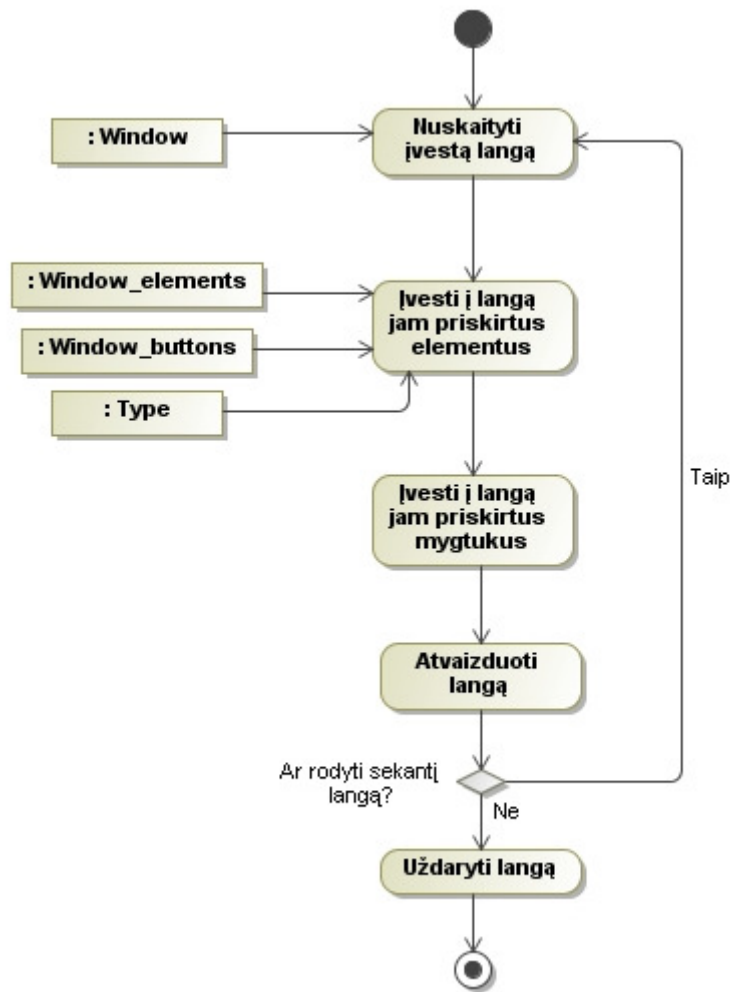 : Window
Nuskaityti
įvestą langą
: Window_elements
: Window_buttons
: Type
Įvesti į langą
jam priskirtus
elementus
Įvesti į langą
jam priskirtus
mygtukus
Taip
Atvaizduoti
langą
Ar rodyti sekantį
langą?
Ne
Uždaryti langą